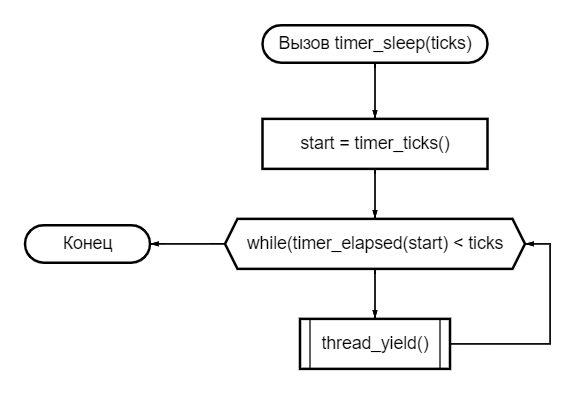 Вызов timer_sleep(ticks)
start = timer_ticks()
Конец
while(timer_elapsed(start) < ticks
thread_yield()